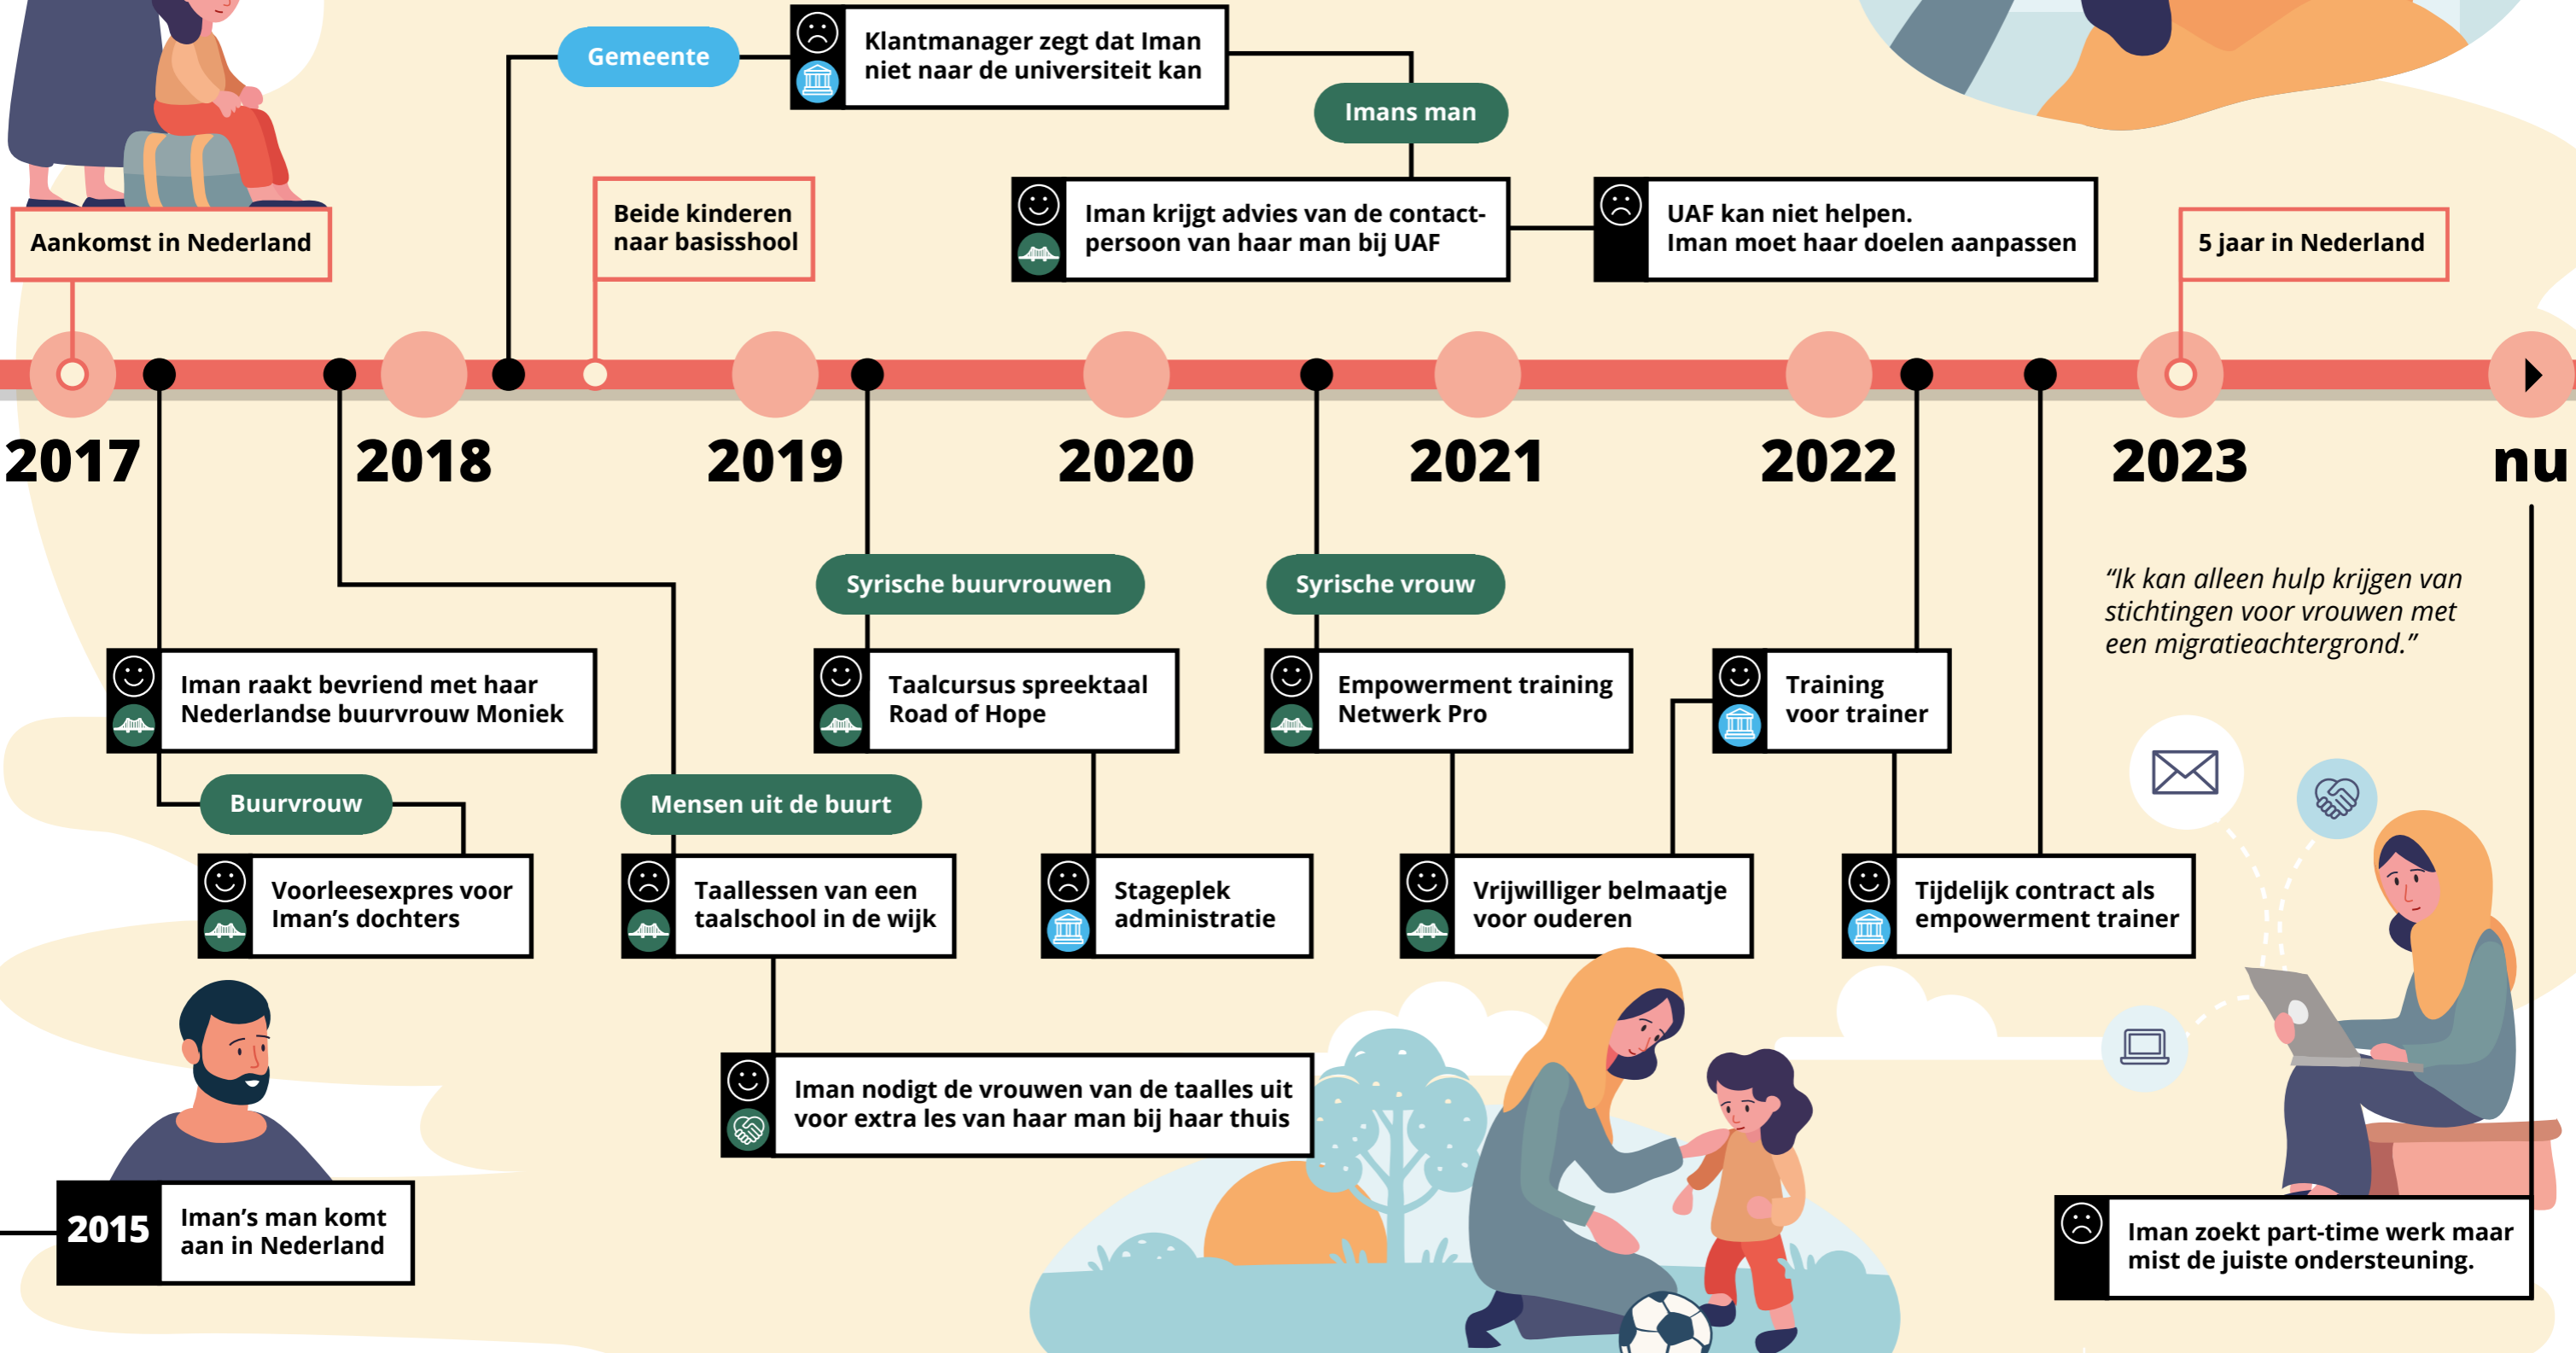 Gemeente
Klantmanager zegt dat Iman
niet naar de universiteit kan
Imans man
Iman krijgt advies van de contact-
persoon van haar man bij UAF
UAF kan niet helpen.
Iman moet haar doelen aanpassen
Aankomst in Nederland
Beide kinderen
naar basisshool
5 jaar in Nederland
2017
2018
2019
2020
2021
2022
2023
nu
Syrische buurvrouwen
Syrische vrouw
“Ik kan alleen hulp krijgen van
stichtingen voor vrouwen met
een migratieachtergrond.”
Iman raakt bevriend met haar
Nederlandse buurvrouw Moniek
Taalcursus spreektaal
Road of Hope
Empowerment training
Netwerk Pro
Training
voor trainer
Buurvrouw
Mensen uit de buurt
Voorleesexpres voor
Iman’s dochters
Taallessen van een
taalschool in de wijk
Stageplek
administratie
Vrijwilliger belmaatje
voor ouderen
Tijdelijk contract als
empowerment trainer
Iman nodigt de vrouwen van de taalles uit
voor extra les van haar man bij haar thuis
2015
Iman’s man komt
aan in Nederland
Iman zoekt part-time werk maar
mist de juiste ondersteuning.